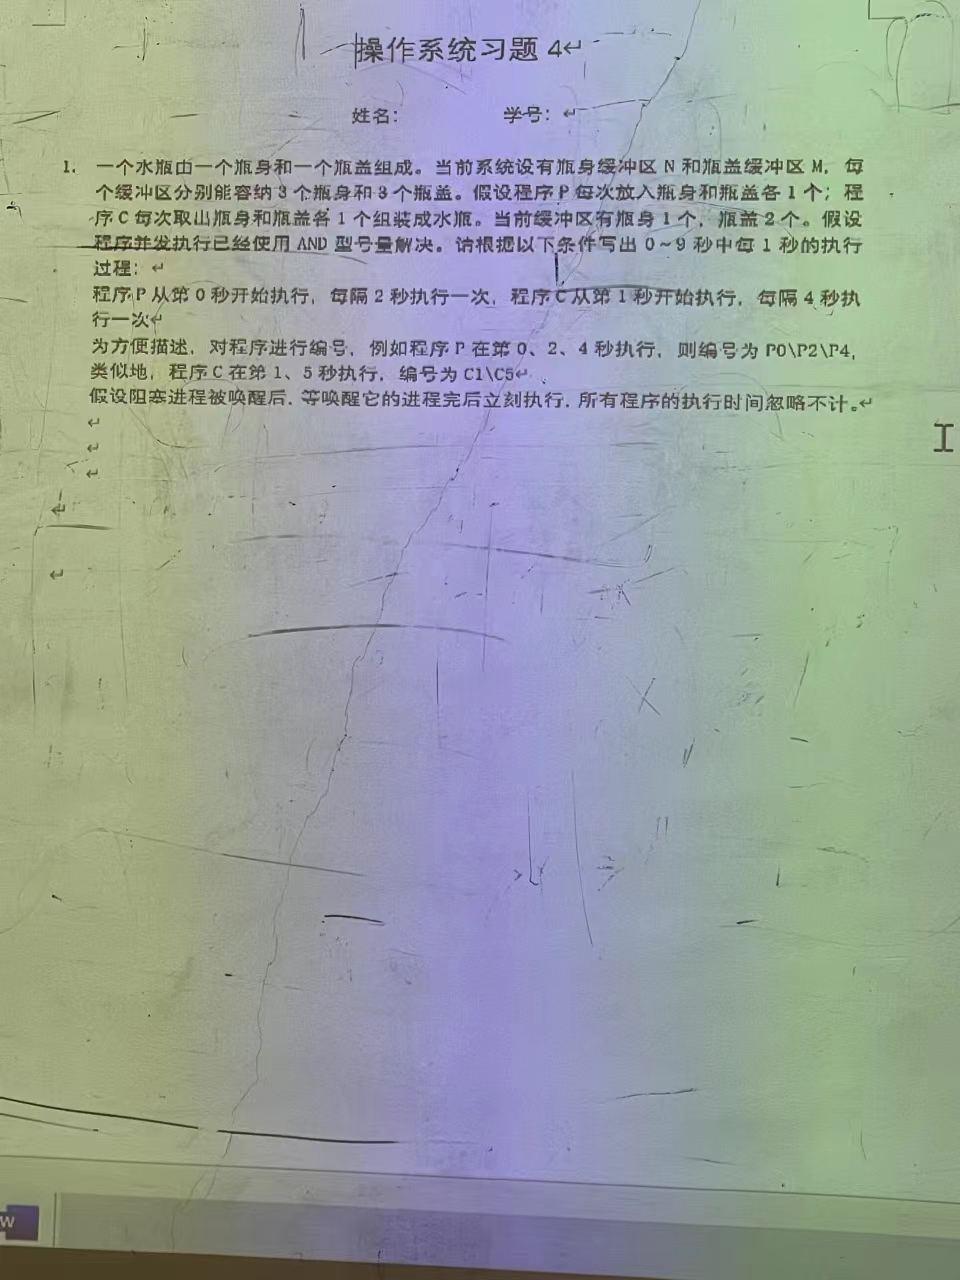 操作系统习题 4
姓名： 学号：
1. 一个水瓶由一个瓶身和一个瓶盖组成。当前系统设有瓶身缓冲区 N 和瓶盖缓冲区 M，每
个缓冲区分别能容纳 3 个瓶身和 3 个瓶盖。假设程序 P 每次放入瓶身和瓶盖各 1 个；程
序 C 每次取出瓶身和瓶盖各 1 个组装成水瓶。当前缓冲区有瓶身 1 个，瓶盖 2 个。假设
程序并发执行已经使用 AND 型号量解决。请根据以下条件写出 0~9 秒中每 1 秒的执行
过程：
程序 P 从第 0 秒开始执行，每隔 2 秒执行一次，程序 C 从第 1 秒开始执行，每隔 4 秒执
行一次
为方便描述，对程序进行编号，例如程序 P 在第 0、2、4 秒执行，则编号为 P0\P2\P4，
类似地，程序 C 在第 1、5 秒执行，编号为 C1\C5
假设阻塞进程被唤醒后，等唤醒它的进程完后立刻执行，所有程序的执行时间忽略不计。
W